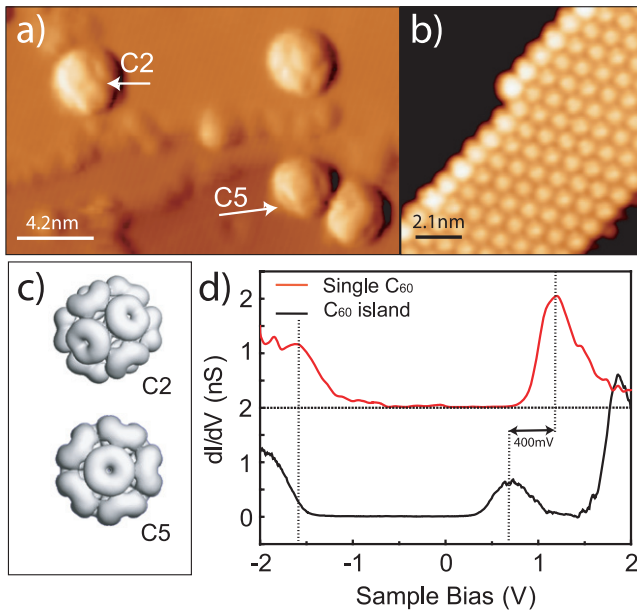 a)
C2
C5
4.2nm
b)
2.1nm
c)
C2
C5
d)
Single C₆₀
C₆₀ island
dI/dV (nS)
2
1
2
1
0
400mV
-2 -1 0 1 2
Sample Bias (V)